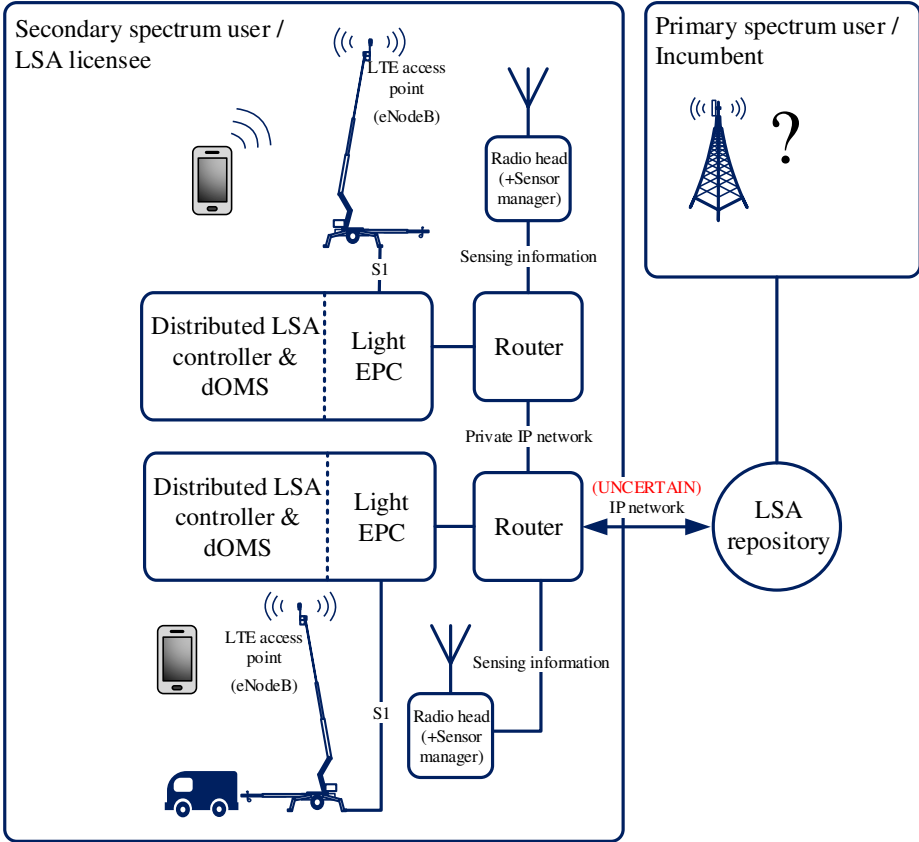 Secondary spectrum user /
LSA licensee
LTE access
point
(eNodeB)
Radio head
(+Sensor
manager)
S1
Sensing information
Distributed LSA
controller &
dOMS
Light
EPC
Router
Private IP network
Distributed LSA
controller &
dOMS
Light
EPC
Router
(UNCERTAIN)
IP network
LTE access
point
(eNodeB)
S1
Sensing information
Radio head
(+Sensor
manager)
Primary spectrum user /
Incumbent
?
LSA
repository